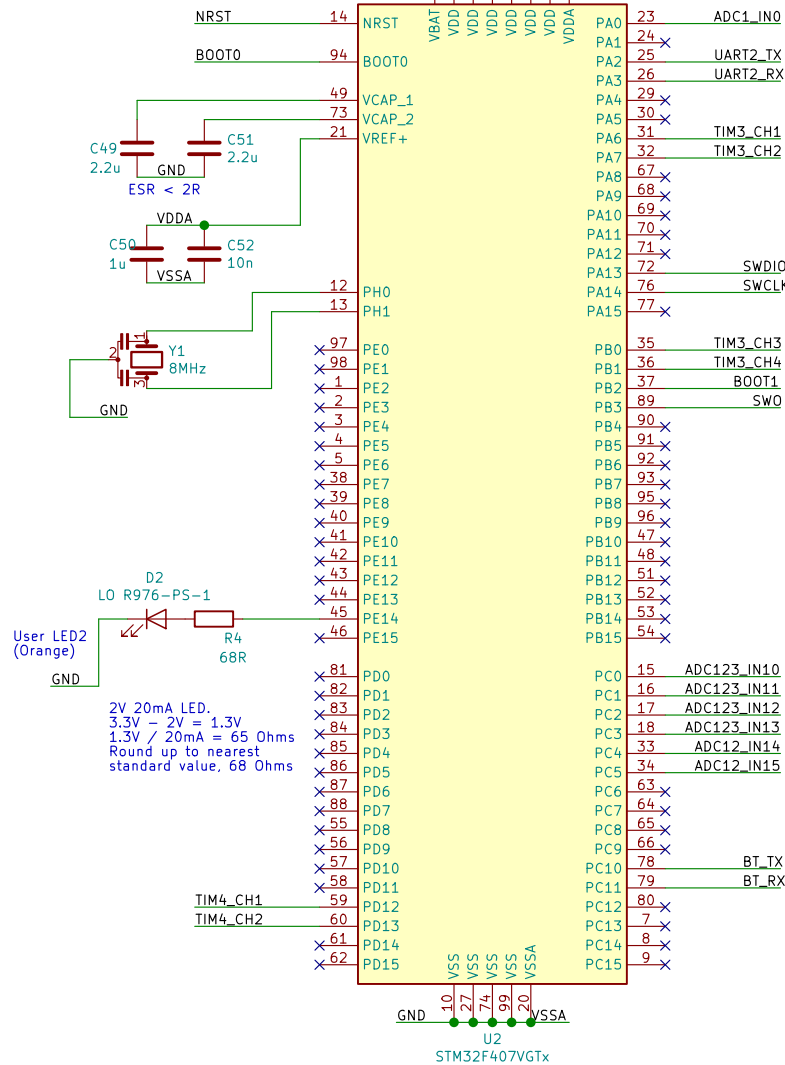 NRST
14
NRST
BOOT0
94
BOOT0
49
VCAP_1
73
VCAP_2
21
VREF+
C49
2.2u
C51
2.2u
GND
ESR < 2R
VDDA
C50
1u
C52
10n
VSSA
12
PH0
13
PH1
1
2
3
Y1
8MHz
GND
97
PE0
98
PE1
1
PE2
2
PE3
3
PE4
4
PE5
5
PE6
38
PE7
39
PE8
40
PE9
41
PE10
42
PE11
43
PE12
44
PE13
45
PE14
46
PE15
D2
LO R976-PS-1
R4
68R
User LED2
(Orange)
GND
2V 20mA LED.
3.3V - 2V = 1.3V
1.3V / 20mA = 65 Ohms
Round up to nearest
standard value, 68 Ohms
81
PD0
82
PD1
83
PD2
84
PD3
85
PD4
86
PD5
87
PD6
88
PD7
55
PD8
56
PD9
57
PD10
58
PD11
TIM4_CH1
59
PD12
TIM4_CH2
60
PD13
61
PD14
62
PD15
VBAT
VDD
VDD
VDD
VDD
VDD
VDDA
PA0
23
ADC1_IN0
PA1
24
PA2
25
UART2_TX
PA3
26
UART2_RX
PA4
29
PA5
30
PA6
31
TIM3_CH1
PA7
32
TIM3_CH2
PA8
67
PA9
68
PA10
69
PA11
70
PA12
71
PA13
72
SWDIO
PA14
76
SWCLK
PA15
77
PB0
35
TIM3_CH3
PB1
36
TIM3_CH4
PB2
37
BOOT1
PB3
89
SWO
PB4
90
PB5
91
PB6
92
PB7
93
PB8
95
PB9
96
PB10
47
PB11
48
PB12
51
PB13
52
PB14
53
PB15
54
PC0
15
ADC123_IN10
PC1
16
ADC123_IN11
PC2
17
ADC123_IN12
PC3
18
ADC123_IN13
PC4
33
ADC12_IN14
PC5
34
ADC12_IN15
PC6
63
PC7
64
PC8
65
PC9
66
PC10
78
BT_TX
PC11
79
BT_RX
PC12
80
PC13
7
PC14
8
PC15
9
VSS
VSS
VSS
VSS
VSSA
10
27
74
99
20
GND
VSSA
U2
STM32F407VGTx